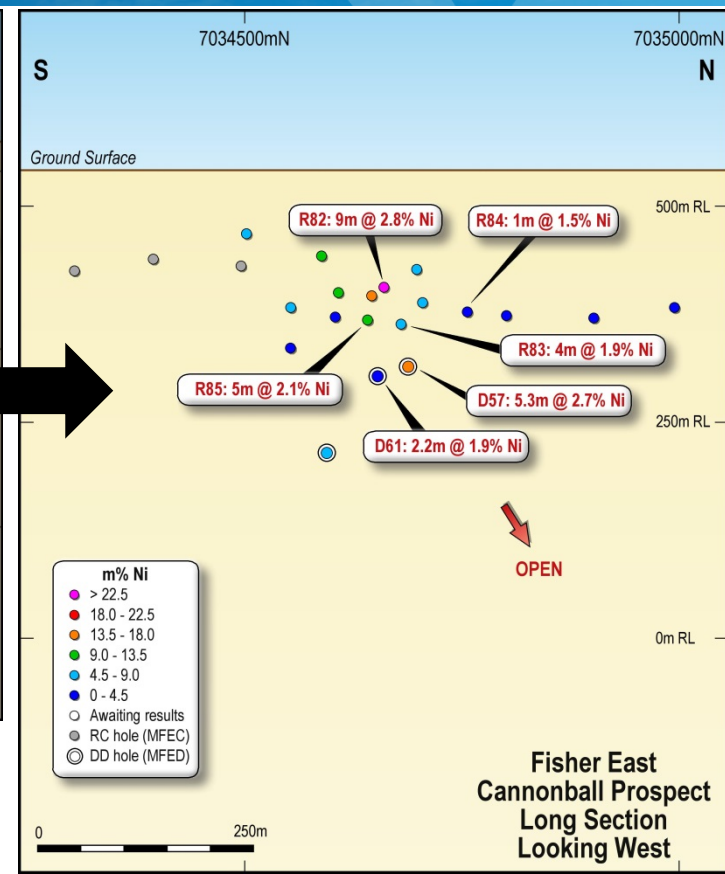 7034500mN
7035000mN
S
N
Ground Surface
500m RL
R82: 9m @ 2.8% Ni
R84: 1m @ 1.5% Ni
R83: 4m @ 1.9% Ni
R85: 5m @ 2.1% Ni
D57: 5.3m @ 2.7% Ni
250m RL
D61: 2.2m @ 1.9% Ni
OPEN
m% Ni
> 22.5
18.0 - 22.5
13.5 - 18.0
9.0 - 13.5
4.5 - 9.0
0 - 4.5
Awaiting results
RC hole (MFEC)
DD hole (MFED)
0m RL
Fisher East
Cannonball Prospect
Long Section
Looking West
0
250m